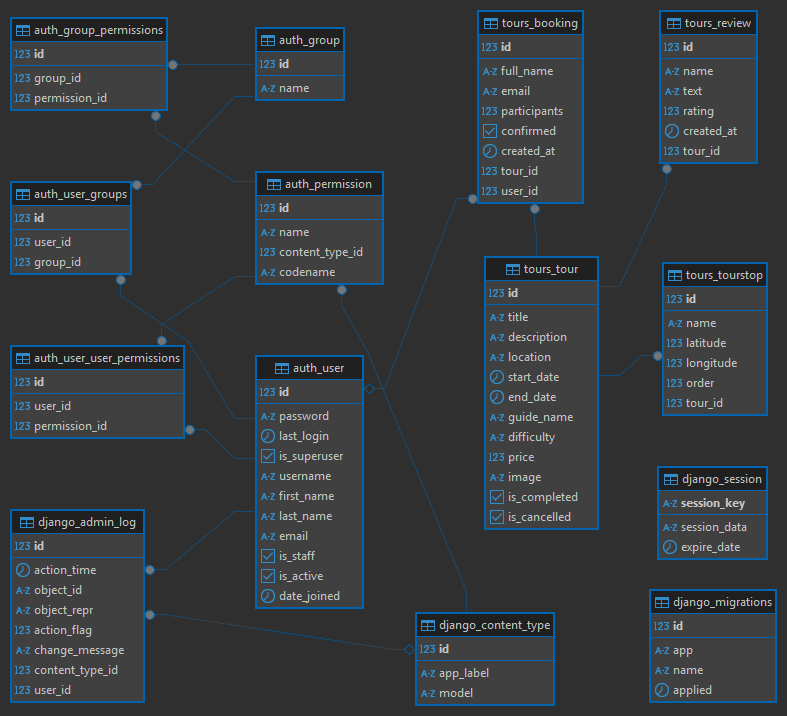 auth_group_permissions
123 id
123 group_id
123 permission_id
auth_group
123 id
A-Z name
tours_booking
123 id
A-Z full_name
A-Z email
123 participants
confirmed
created_at
123 tour_id
123 user_id
tours_review
123 id
A-Z name
A-Z text
123 rating
created_at
123 tour_id
auth_user_groups
123 id
123 user_id
123 group_id
auth_permission
123 id
A-Z name
123 content_type_id
A-Z codename
tours_tour
123 id
A-Z title
A-Z description
A-Z location
start_date
end_date
A-Z guide_name
A-Z difficulty
123 price
A-Z image
is_completed
is_cancelled
tours_tourstop
123 id
A-Z name
123 latitude
123 longitude
123 order
123 tour_id
auth_user_user_permissions
123 id
123 user_id
123 permission_id
auth_user
123 id
A-Z password
last_login
is_superuser
A-Z username
A-Z first_name
A-Z last_name
A-Z email
is_staff
is_active
date_joined
django_session
A-Z session_key
A-Z session_data
expire_date
django_admin_log
123 id
action_time
A-Z object_id
A-Z object_repr
123 action_flag
A-Z change_message
123 content_type_id
123 user_id
django_content_type
123 id
A-Z app_label
A-Z model
django_migrations
123 id
A-Z app
A-Z name
applied